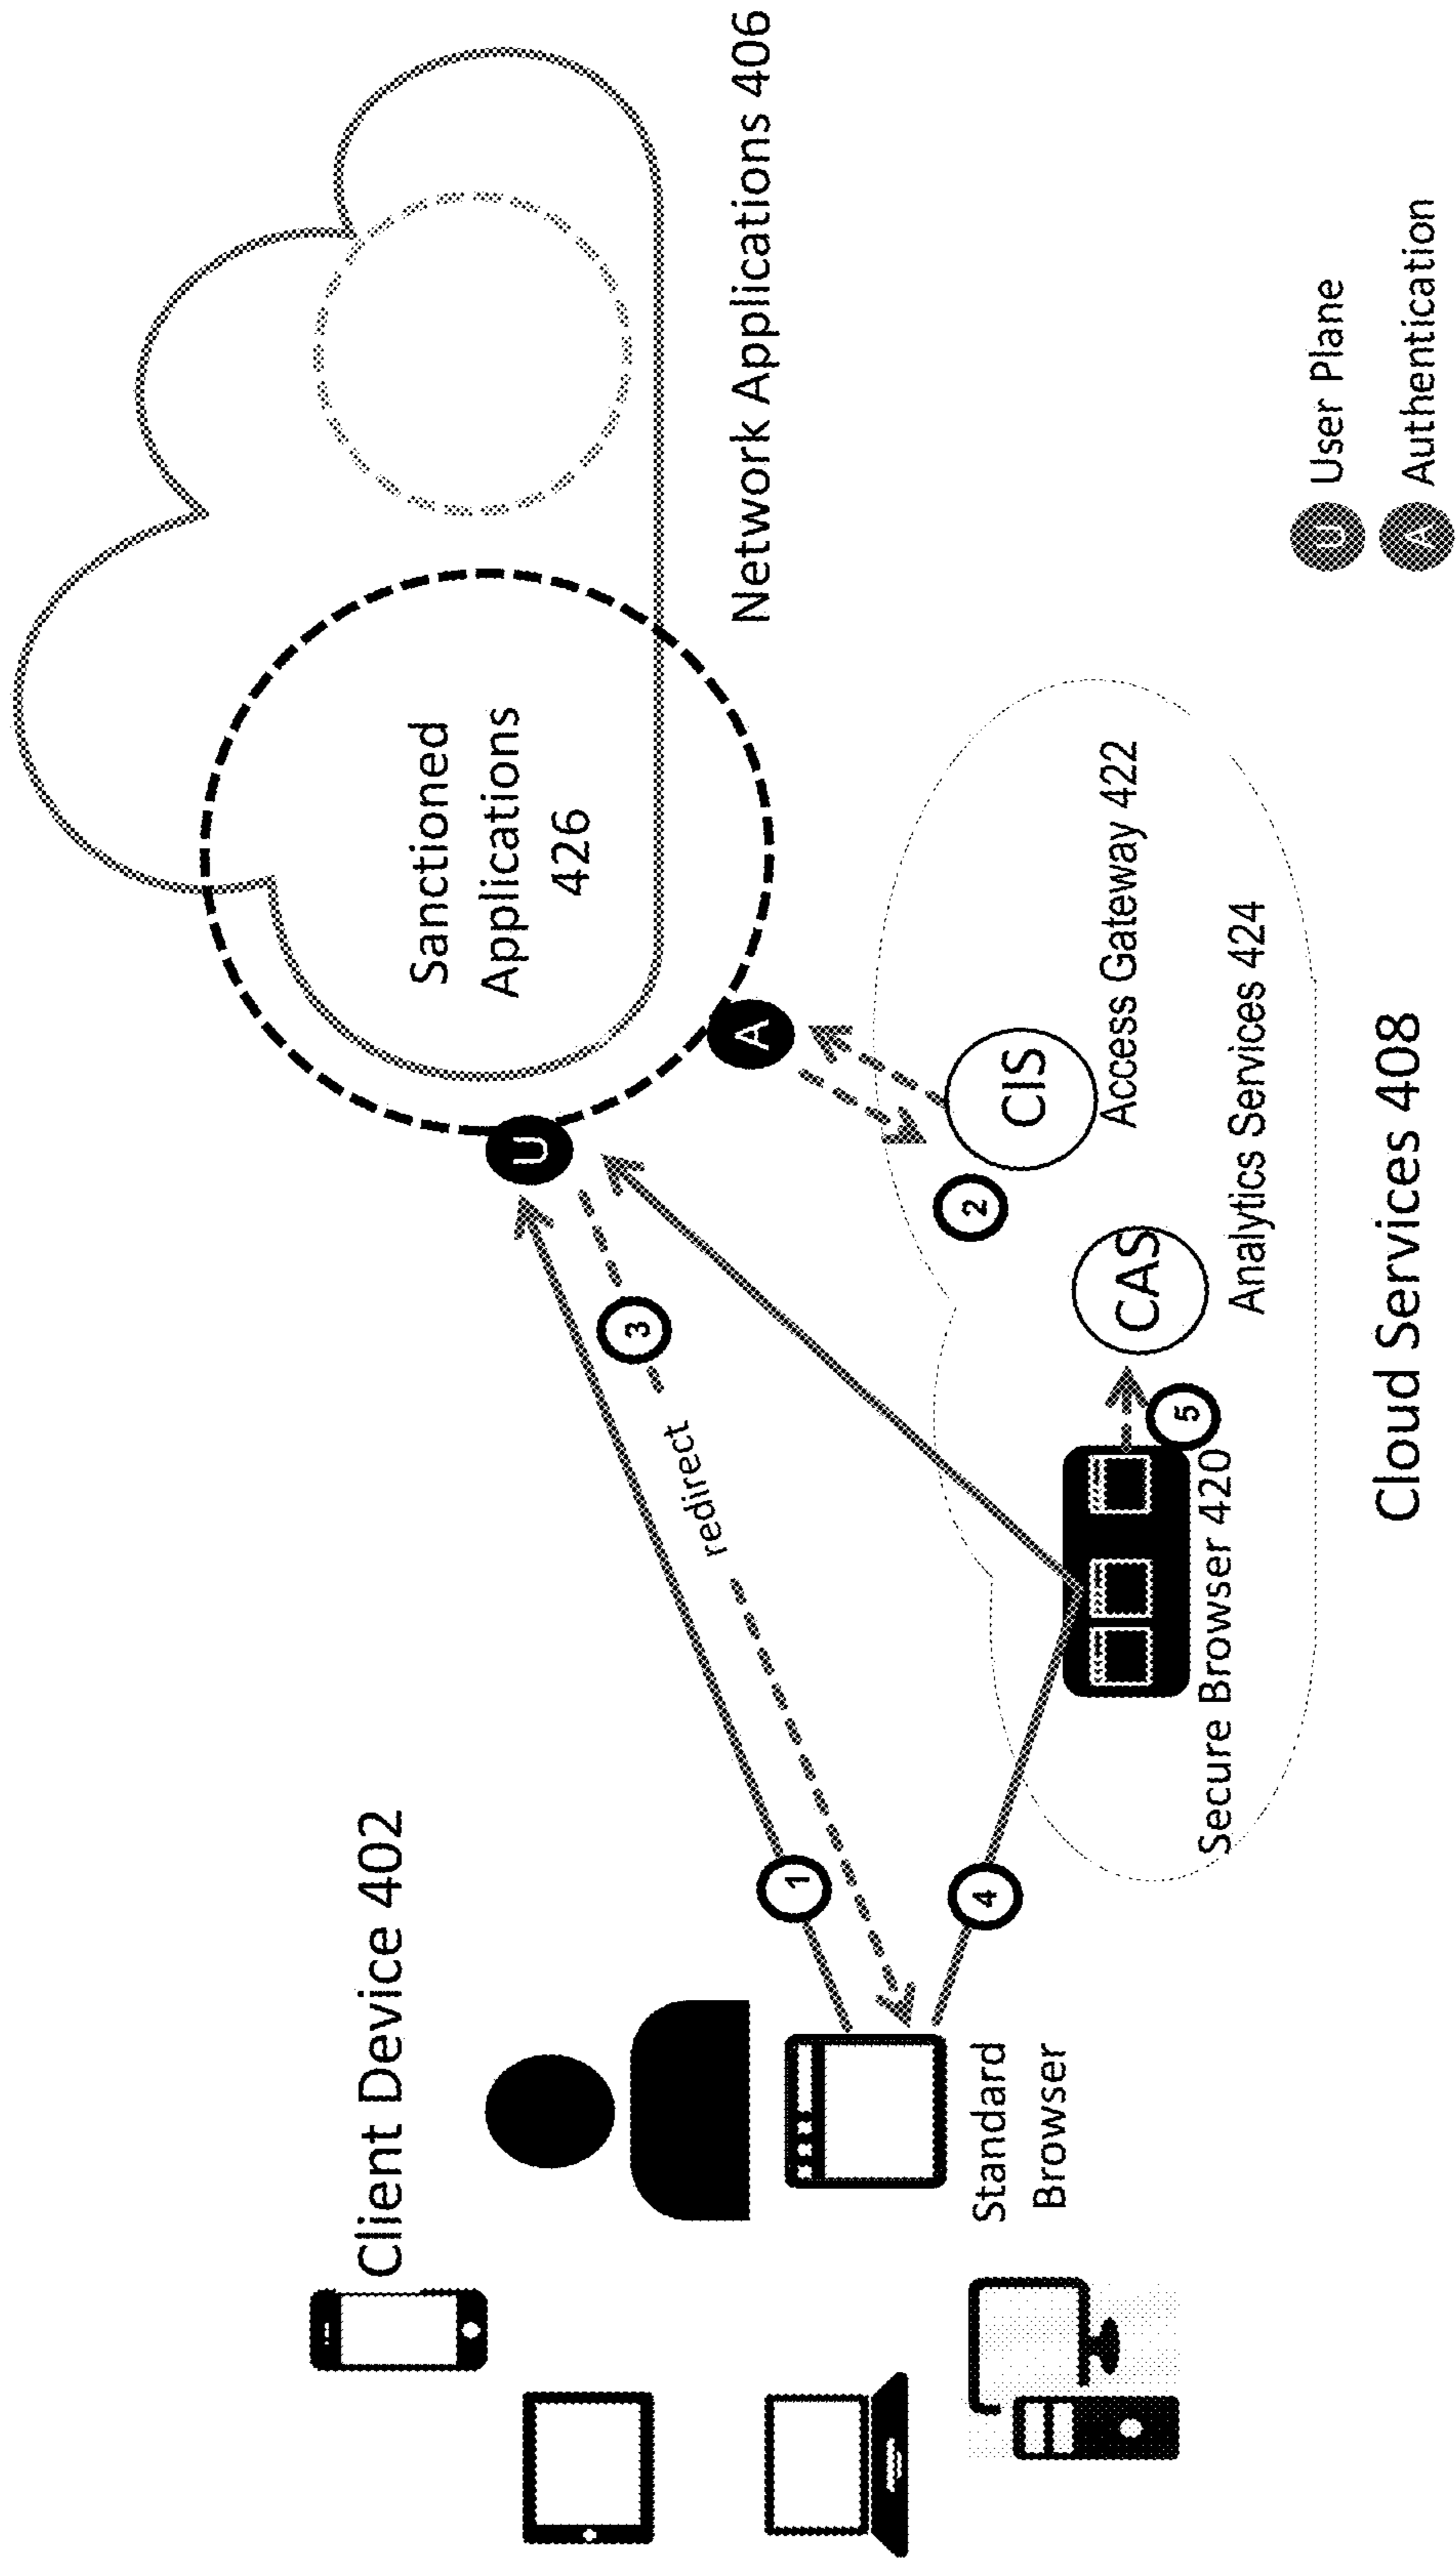 Client Device 402
Sanctioned
Applications
426
Network Applications 406
U
A
1
redirect
3
4
2
CIS
Access Gateway 422
CAS
Analytics Services 424
5
Secure Browser 420
Standard
Browser
Cloud Services 408
U User Plane
A Authentication